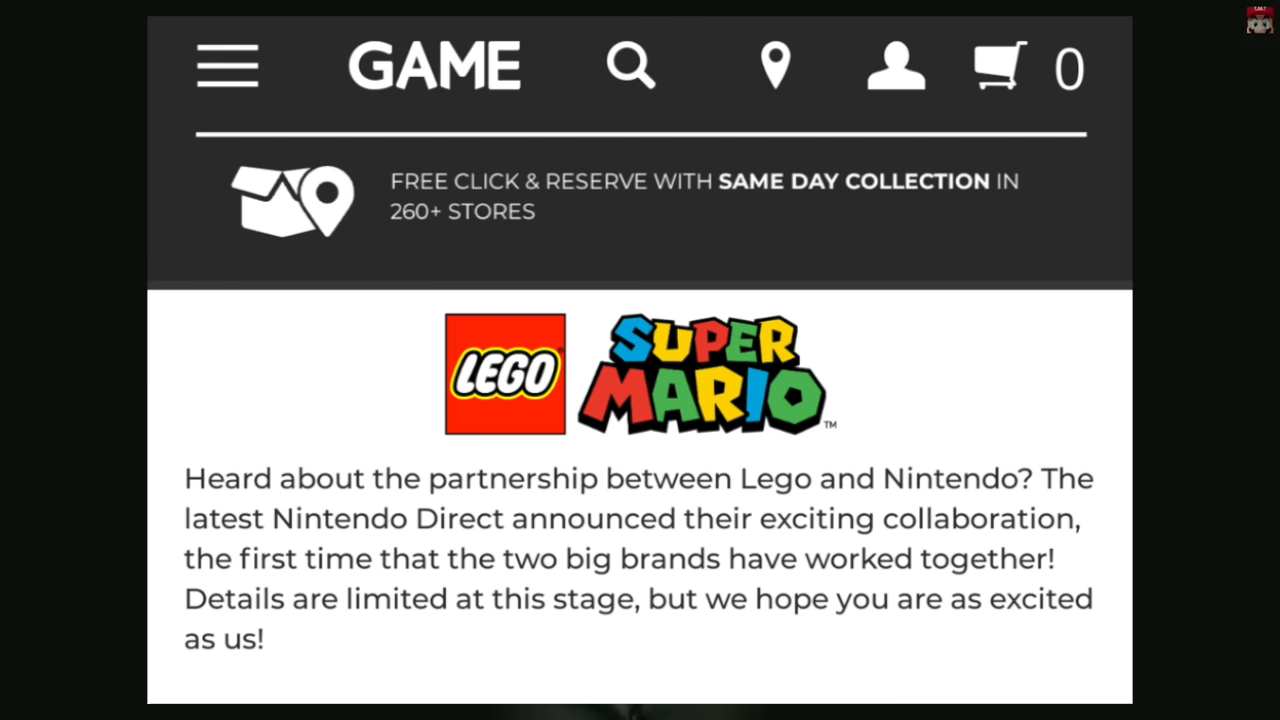 GAME
0
FREE CLICK & RESERVE WITH SAME DAY COLLECTION IN
260+ STORES
LEGO
SUPER
MARIO™
Heard about the partnership between Lego and Nintendo? The
latest Nintendo Direct announced their exciting collaboration,
the first time that the two big brands have worked together!
Details are limited at this stage, but we hope you are as excited
as us!